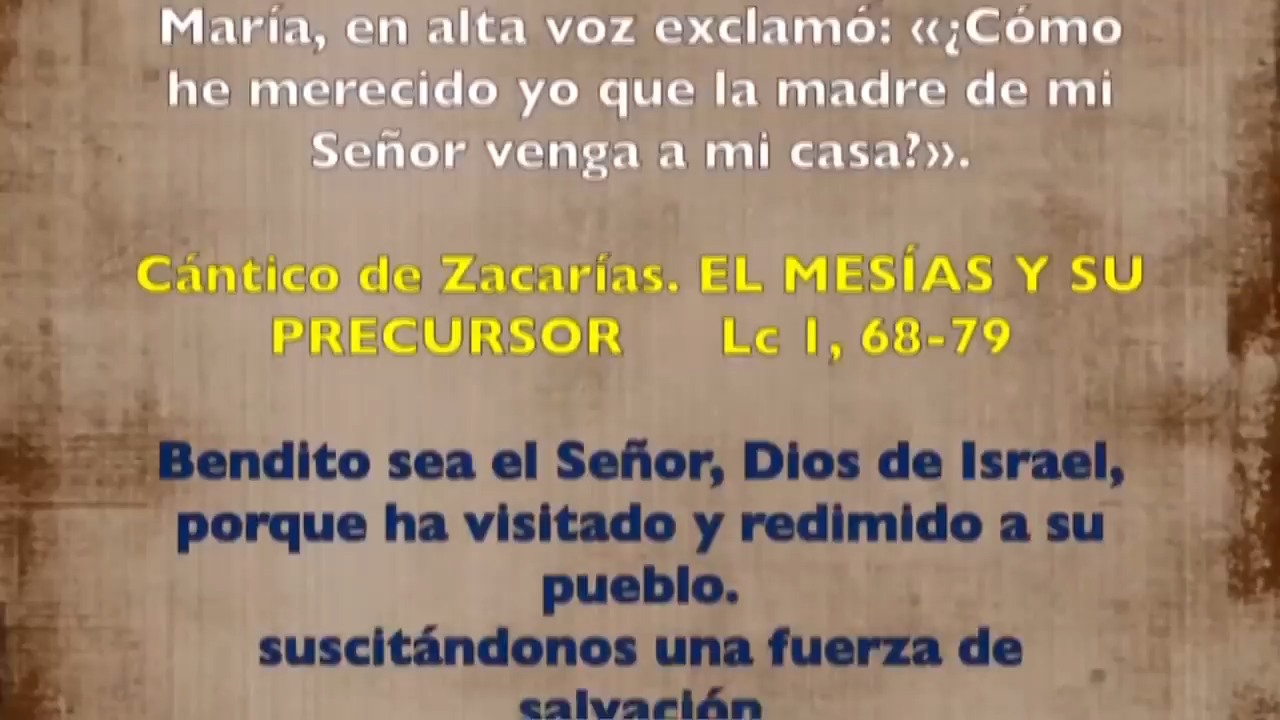 María, en alta voz exclamó: «¿Cómo
he merecido yo que la madre de mi
Señor venga a mi casa?».
Cántico de Zacarías. EL MESÍAS Y SU
PRECURSOR Lc 1, 68-79
Bendito sea el Señor, Dios de Israel,
porque ha visitado y redimido a su
pueblo.
suscitándonos una fuerza de
salvación